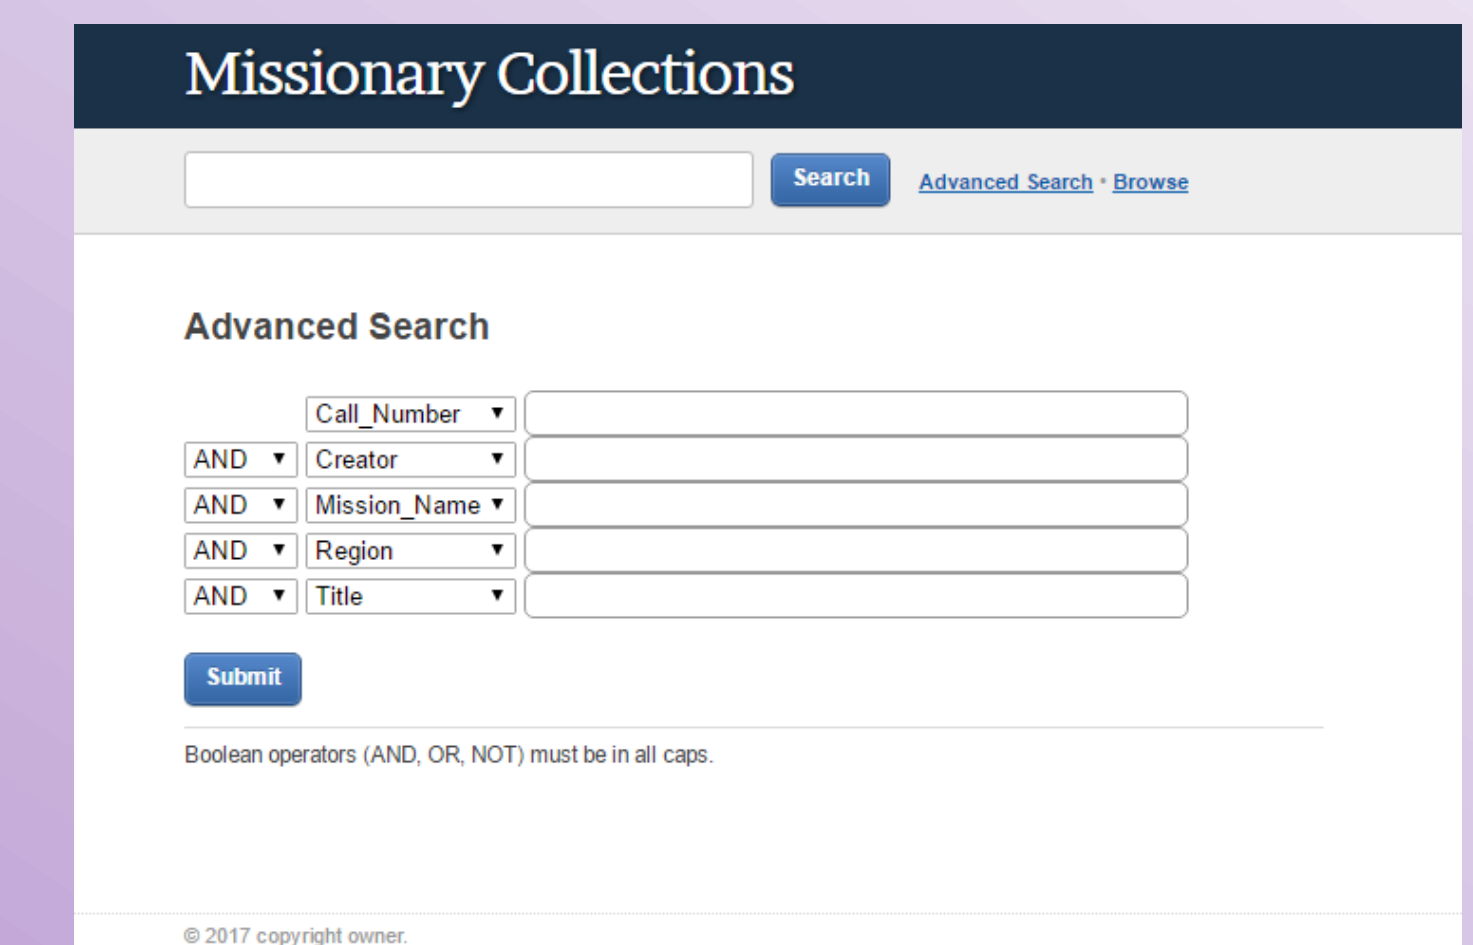 Missionary Collections
Search Advanced Search • Browse
Advanced Search
Call_Number ▼
AND ▼ Creator ▼
AND ▼ Mission_Name ▼
AND ▼ Region ▼
AND ▼ Title ▼
Submit
Boolean operators (AND, OR, NOT) must be in all caps.
© 2017 copyright owner.